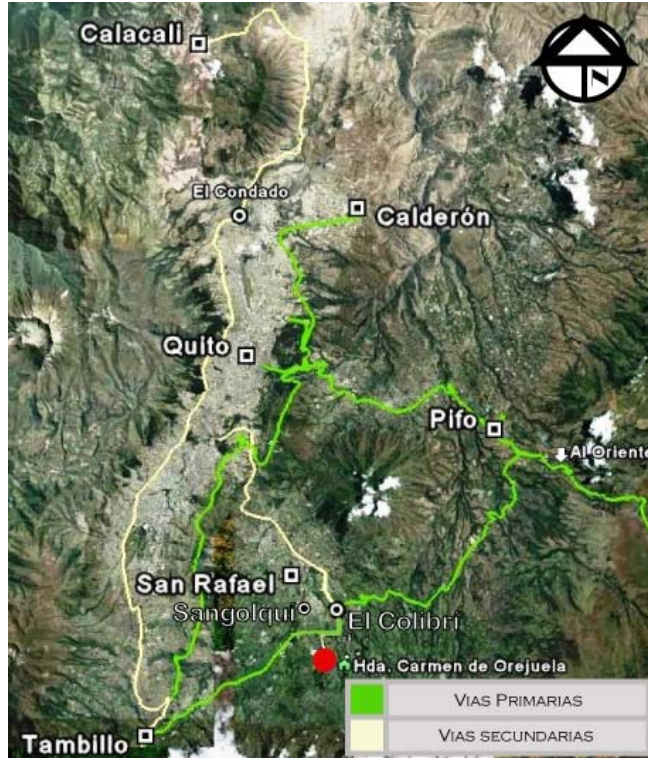 Calacali
N
El Condado
Calderón
Quito
Pifo
Al Oriente
San Rafael
Sangolqui
El Colibrí
Hda. Carmen de Orejuela
VIAS PRIMARIAS
VIAS SECUNDARIAS
Tambillo